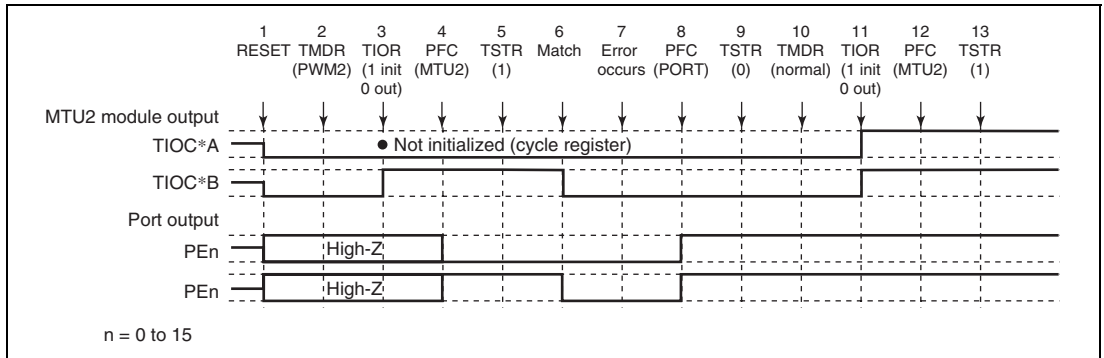 1 2 3 4 5 6 7 8 9 10 11 12 13
RESET TMDR TIOR PFC TSTR Match Error PFC TSTR TMDR TIOR PFC TSTR
(PWM2) (1 init (MTU2) (1) occurs (PORT) (0) (normal) (1 init (MTU2) (1)
0 out) 0 out)
MTU2 module output
TIOC*A
● Not initialized (cycle register)
TIOC*B
Port output
PEn High-Z
PEn High-Z
n = 0 to 15